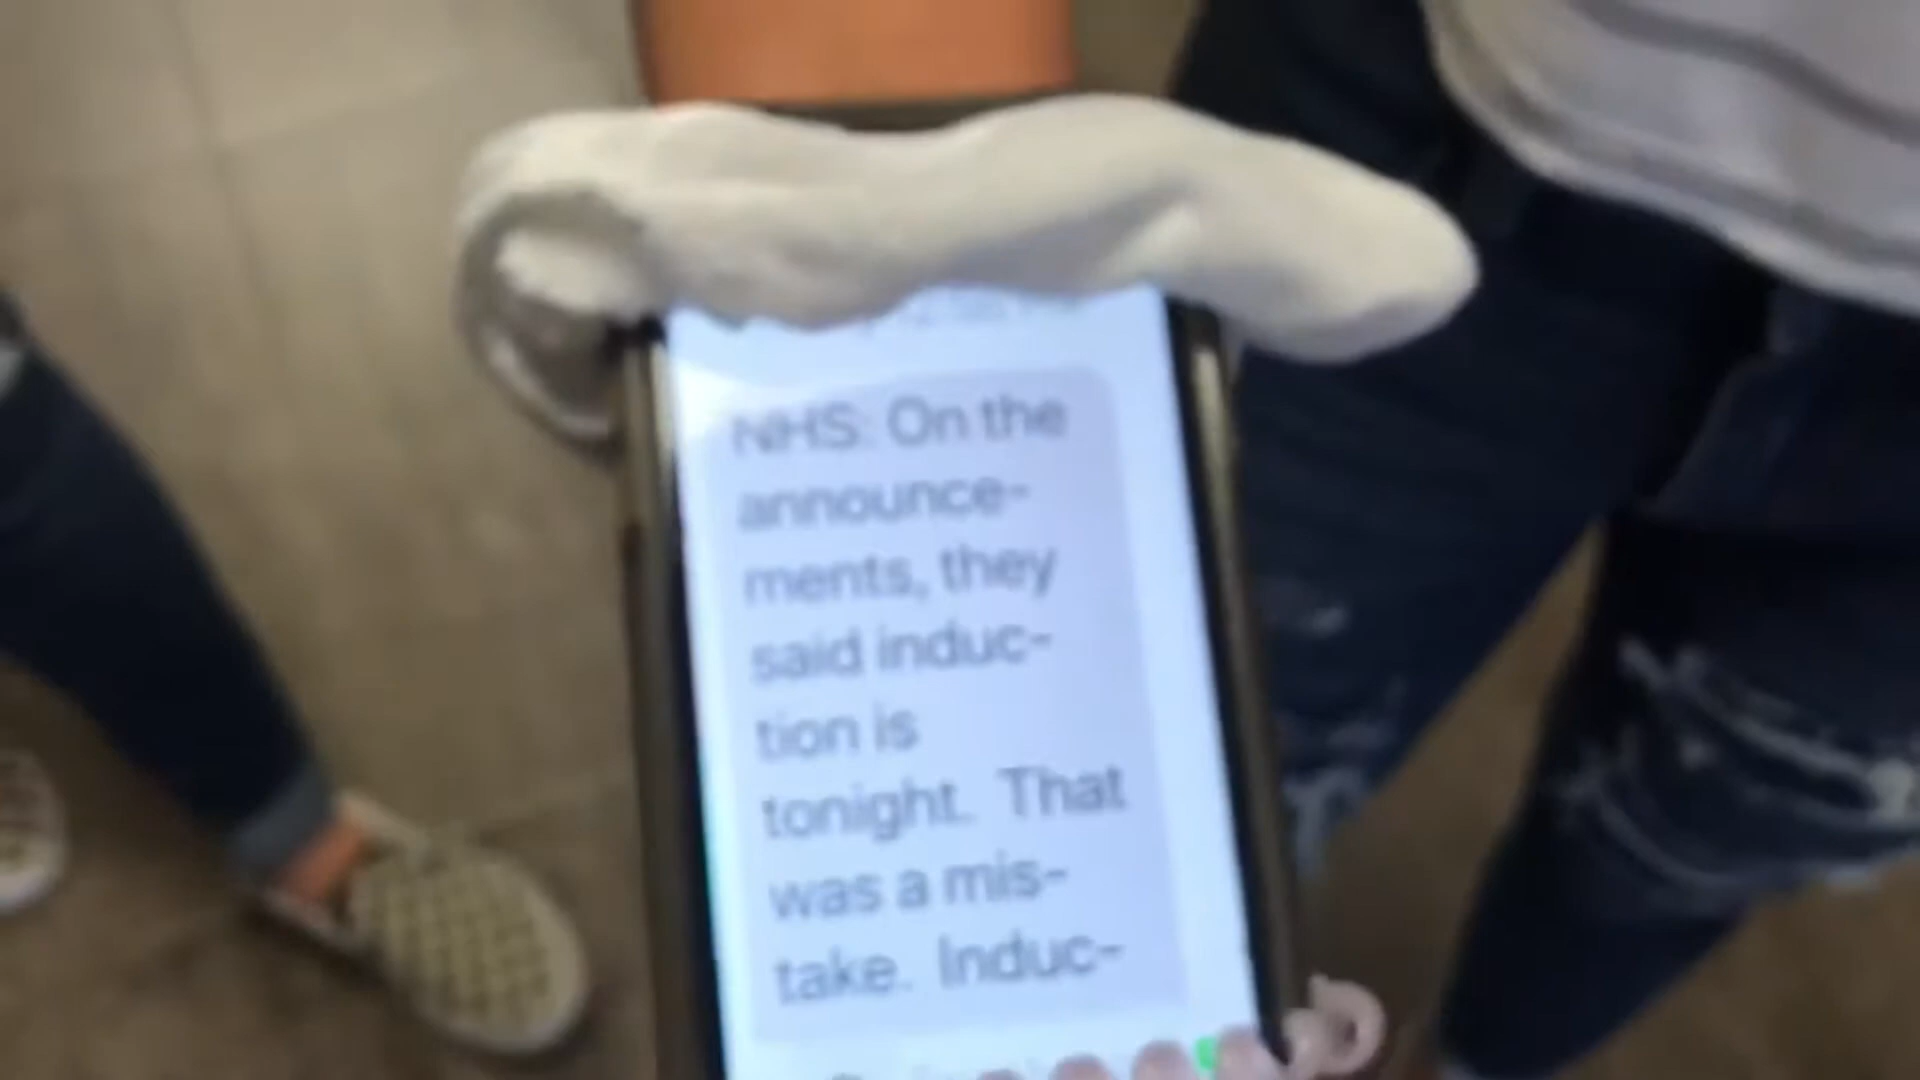 NHS: On the
announce-
ments, they
said induc-
tion is
tonight. That
was a mis-
take. Induc-